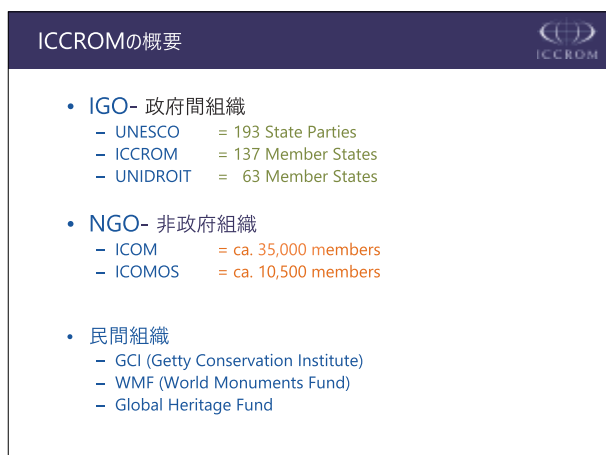 ICCROMの概要
ICCROM
• IGO- 政府間組織
– UNESCO = 193 State Parties
– ICCROM = 137 Member States
– UNIDROIT = 63 Member States
• NGO- 非政府組織
– ICOM = ca. 35,000 members
– ICOMOS = ca. 10,500 members
• 民間組織
– GCI (Getty Conservation Institute)
– WMF (World Monuments Fund)
– Global Heritage Fund